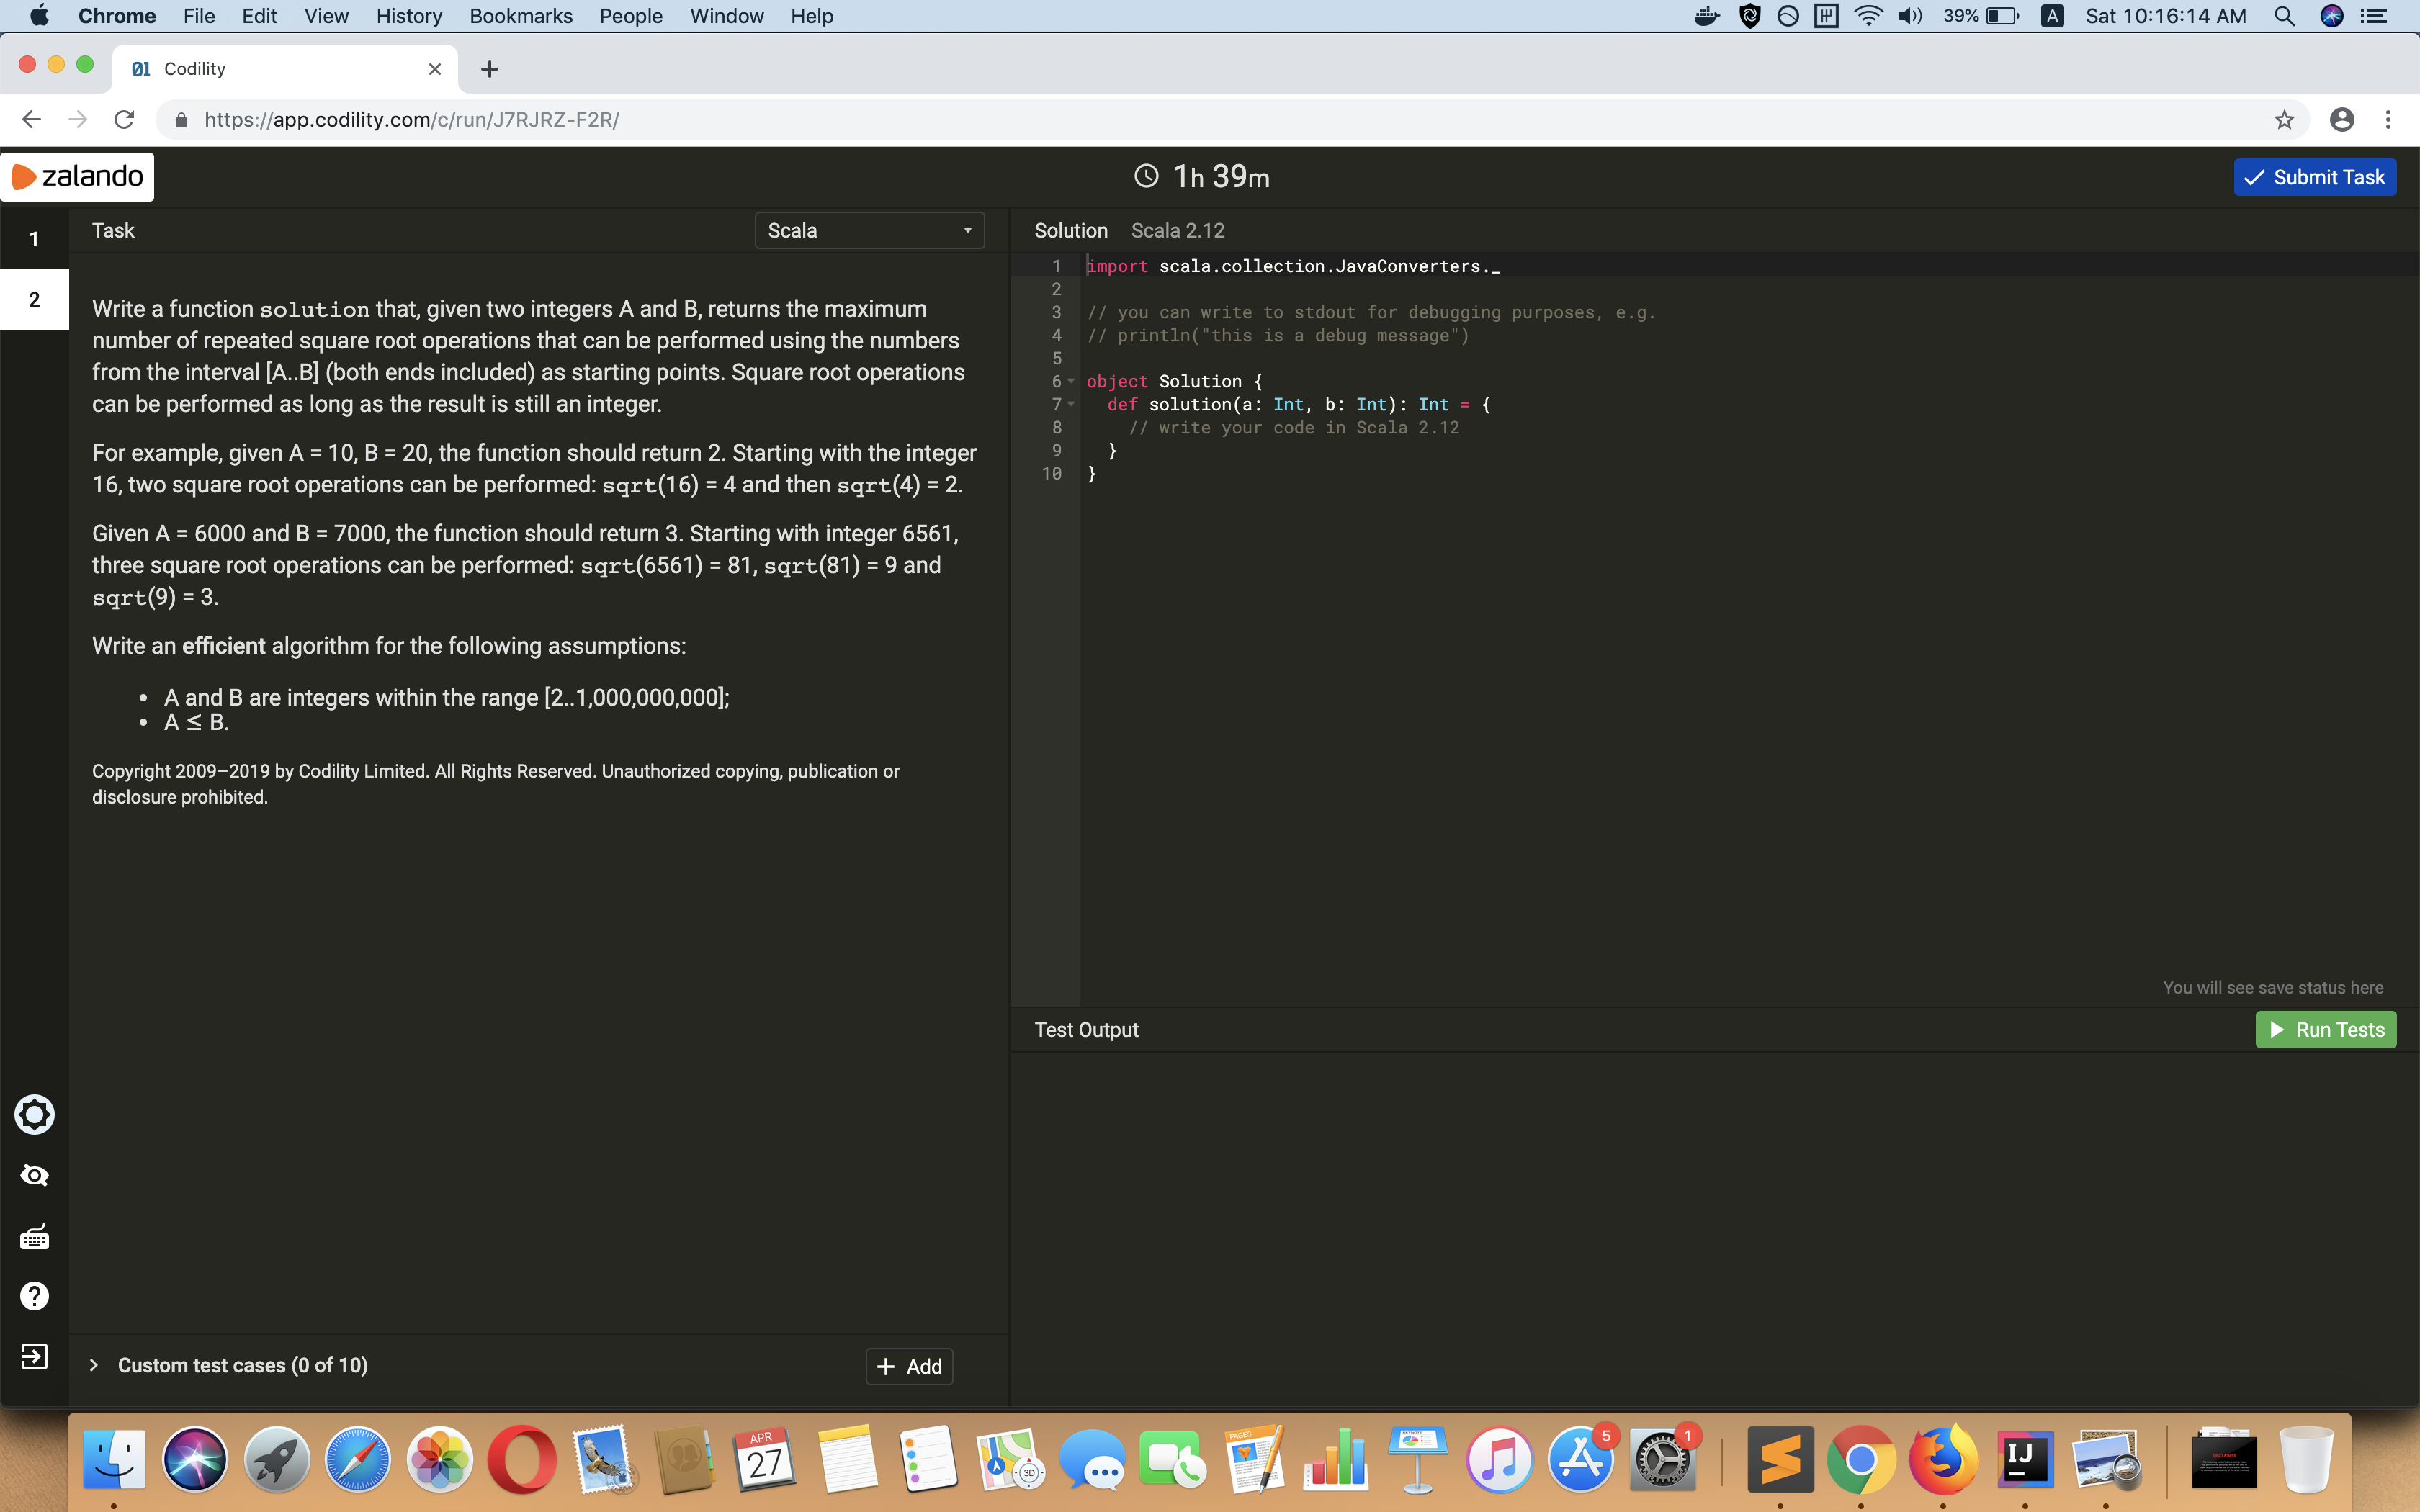 Chrome File Edit View History Bookmarks People Window Help 39% A Sat 10:16:14 AM
01 Codility
https://app.codility.com/c/run/J7RJRZ-F2R/
zalando 1h 39m Submit Task
1
2
Task Scala
Write a function solution that, given two integers A and B, returns the maximum
number of repeated square root operations that can be performed using the numbers
from the interval [A..B] (both ends included) as starting points. Square root operations
can be performed as long as the result is still an integer.
For example, given A = 10, B = 20, the function should return 2. Starting with the integer
16, two square root operations can be performed: sqrt(16) = 4 and then sqrt(4) = 2.
Given A = 6000 and B = 7000, the function should return 3. Starting with integer 6561,
three square root operations can be performed: sqrt(6561) = 81, sqrt(81) = 9 and
sqrt(9) = 3.
Write an efficient algorithm for the following assumptions:
• A and B are integers within the range [2..1,000,000,000];
• A ≤ B.
Copyright 2009–2019 by Codility Limited. All Rights Reserved. Unauthorized copying, publication or
disclosure prohibited.
Custom test cases (0 of 10) + Add
Solution Scala 2.12
1 import scala.collection.JavaConverters._
2
3 // you can write to stdout for debugging purposes, e.g.
4 // println("this is a debug message")
5
6 object Solution {
7 def solution(a: Int, b: Int): Int = {
8 // write your code in Scala 2.12
9 }
10 }
You will see save status here
Test Output Run Tests
APR
27
3D
PAGES
5
1
IJ